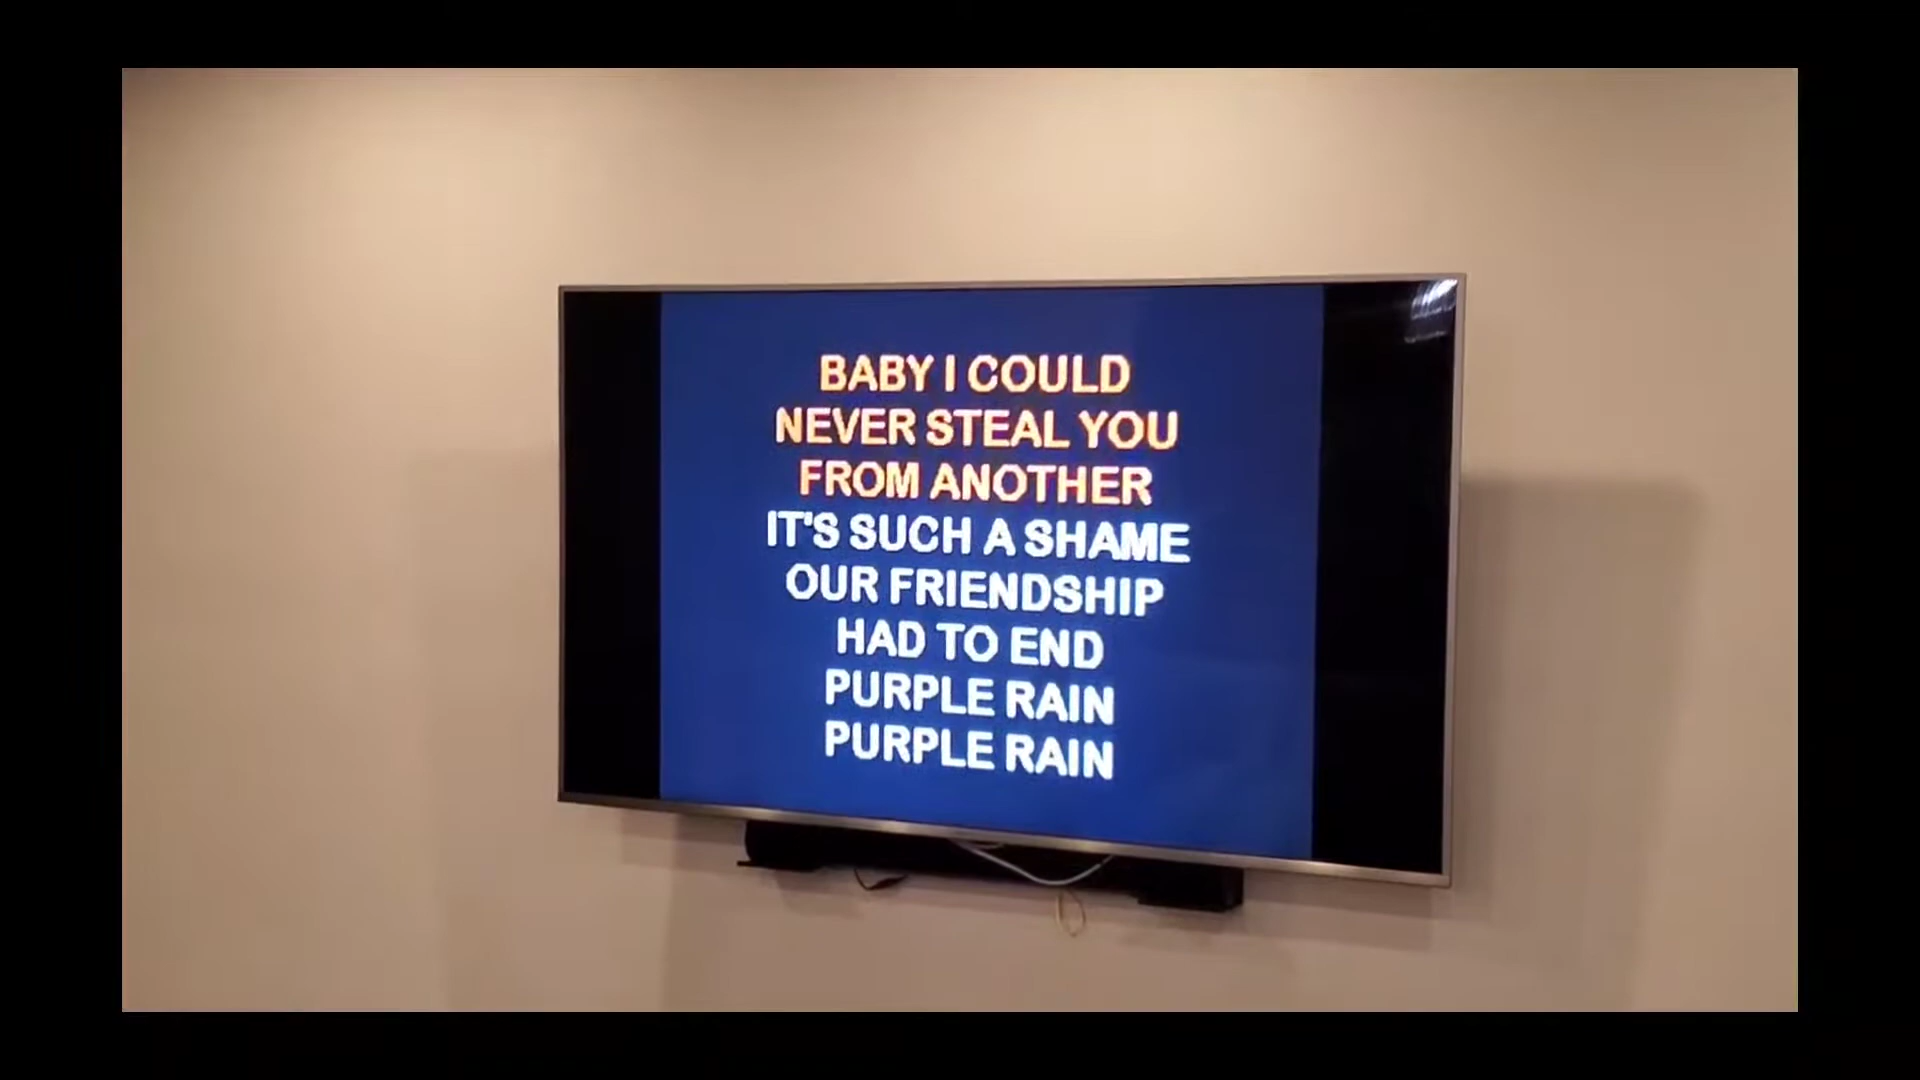 BABY I COULD
NEVER STEAL YOU
FROM ANOTHER
IT'S SUCH A SHAME
OUR FRIENDSHIP
HAD TO END
PURPLE RAIN
PURPLE RAIN